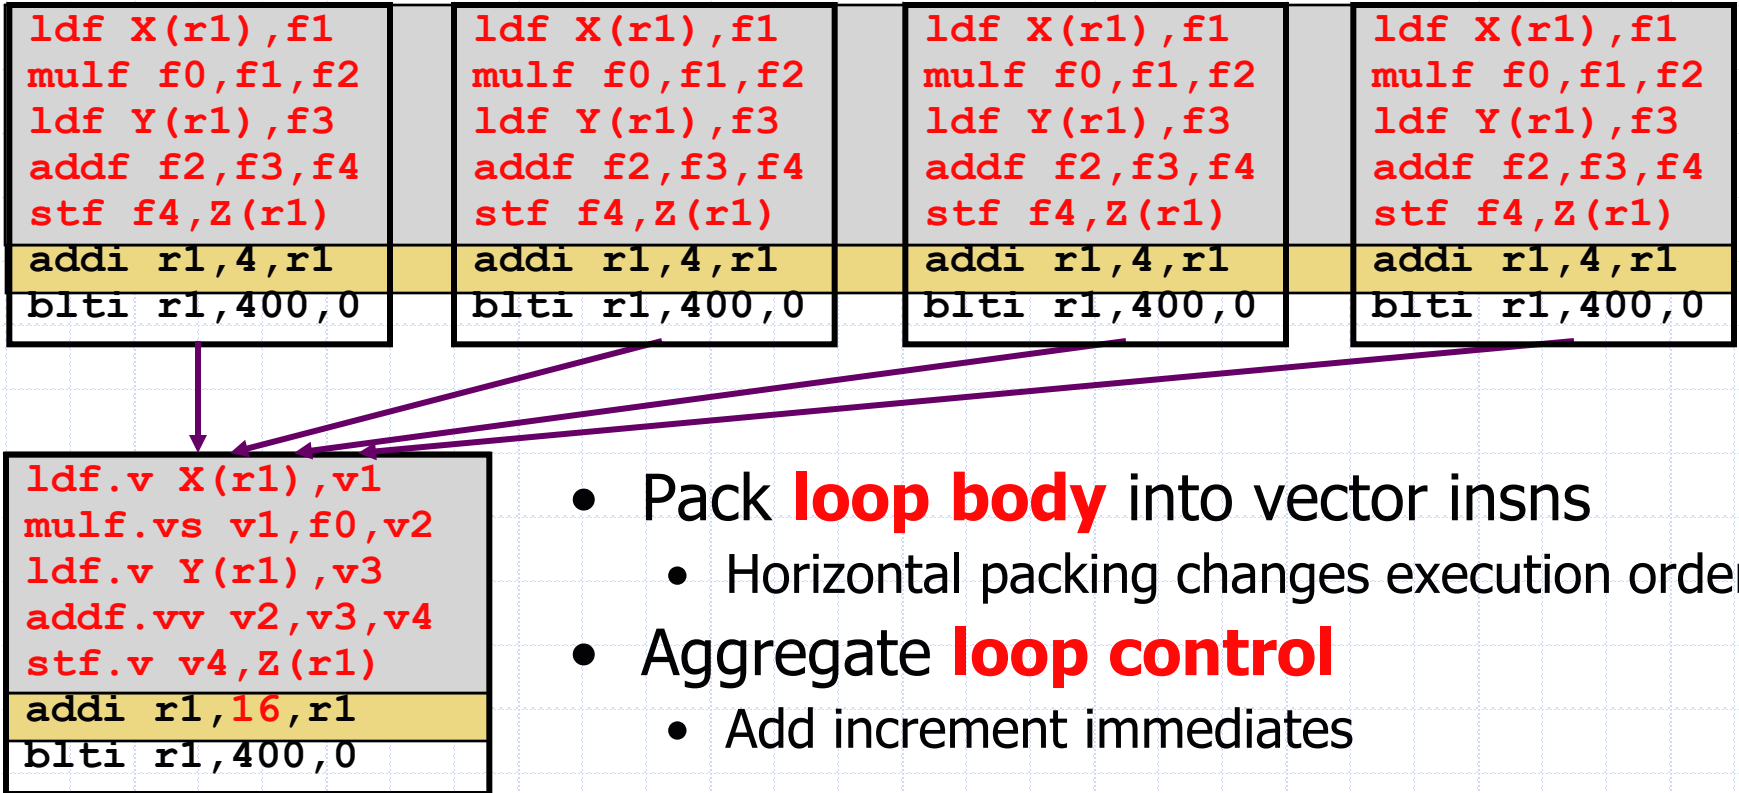 ldf X(r1),f1
mulf f0,f1,f2
ldf Y(r1),f3
addf f2,f3,f4
stf f4,Z(r1)
addi r1,4,r1
blti r1,400,0
ldf X(r1),f1
mulf f0,f1,f2
ldf Y(r1),f3
addf f2,f3,f4
stf f4,Z(r1)
addi r1,4,r1
blti r1,400,0
ldf X(r1),f1
mulf f0,f1,f2
ldf Y(r1),f3
addf f2,f3,f4
stf f4,Z(r1)
addi r1,4,r1
blti r1,400,0
ldf X(r1),f1
mulf f0,f1,f2
ldf Y(r1),f3
addf f2,f3,f4
stf f4,Z(r1)
addi r1,4,r1
blti r1,400,0
ldf.v X(r1),v1
mulf.vs v1,f0,v2
ldf.v Y(r1),v3
addf.vv v2,v3,v4
stf.v v4,Z(r1)
addi r1,16,r1
blti r1,400,0
• Pack loop body into vector insns
• Horizontal packing changes execution order
• Aggregate loop control
• Add increment immediates